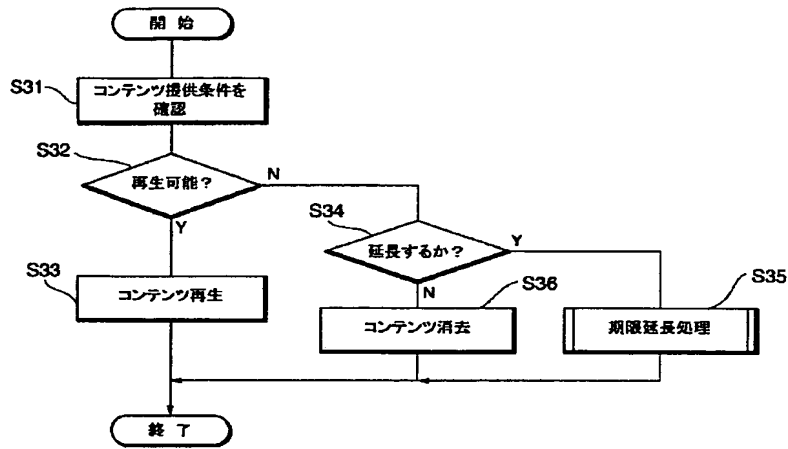 開 始
S31
コンテンツ提供条件を
確認
S32
再生可能？
N
Y
S34
延長するか？
Y
N
S33
コンテンツ再生
S36
コンテンツ消去
S35
期限延長処理
終 了